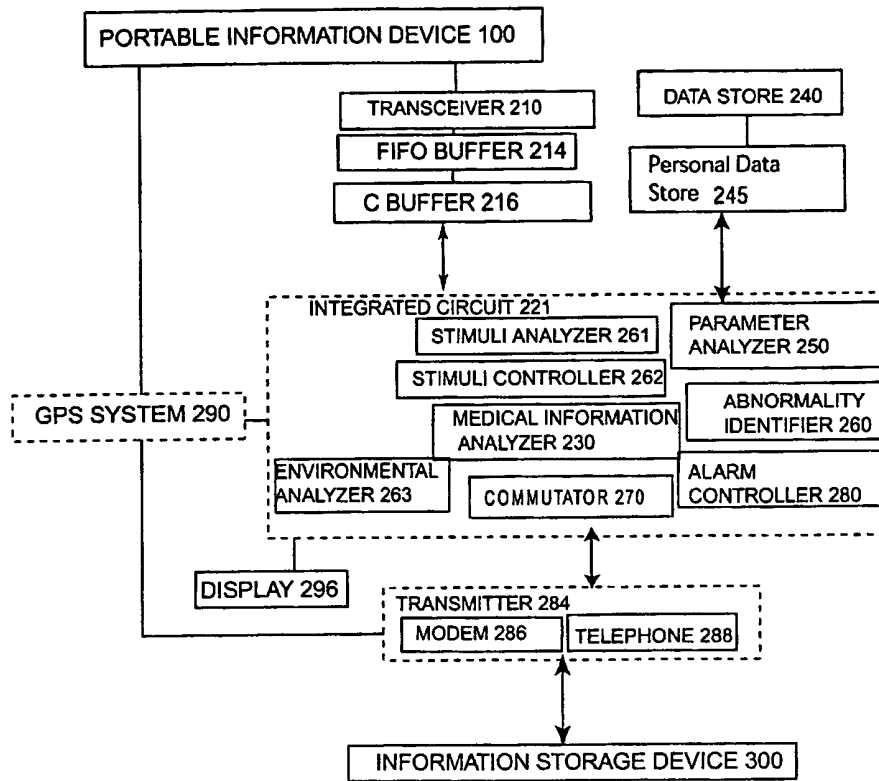 PORTABLE INFORMATION DEVICE 100
TRANSCEIVER 210
FIFO BUFFER 214
C BUFFER 216
DATA STORE 240
Personal Data
Store 245
INTEGRATED CIRCUIT 221
STIMULI ANALYZER 261
STIMULI CONTROLLER 262
MEDICAL INFORMATION
ANALYZER 230
PARAMETER
ANALYZER 250
ABNORMALITY
IDENTIFIER 260
ENVIRONMENTAL
ANALYZER 263
COMMUTATOR 270
ALARM
CONTROLLER 280
GPS SYSTEM 290
DISPLAY 296
TRANSMITTER 284
MODEM 286
TELEPHONE 288
INFORMATION STORAGE DEVICE 300